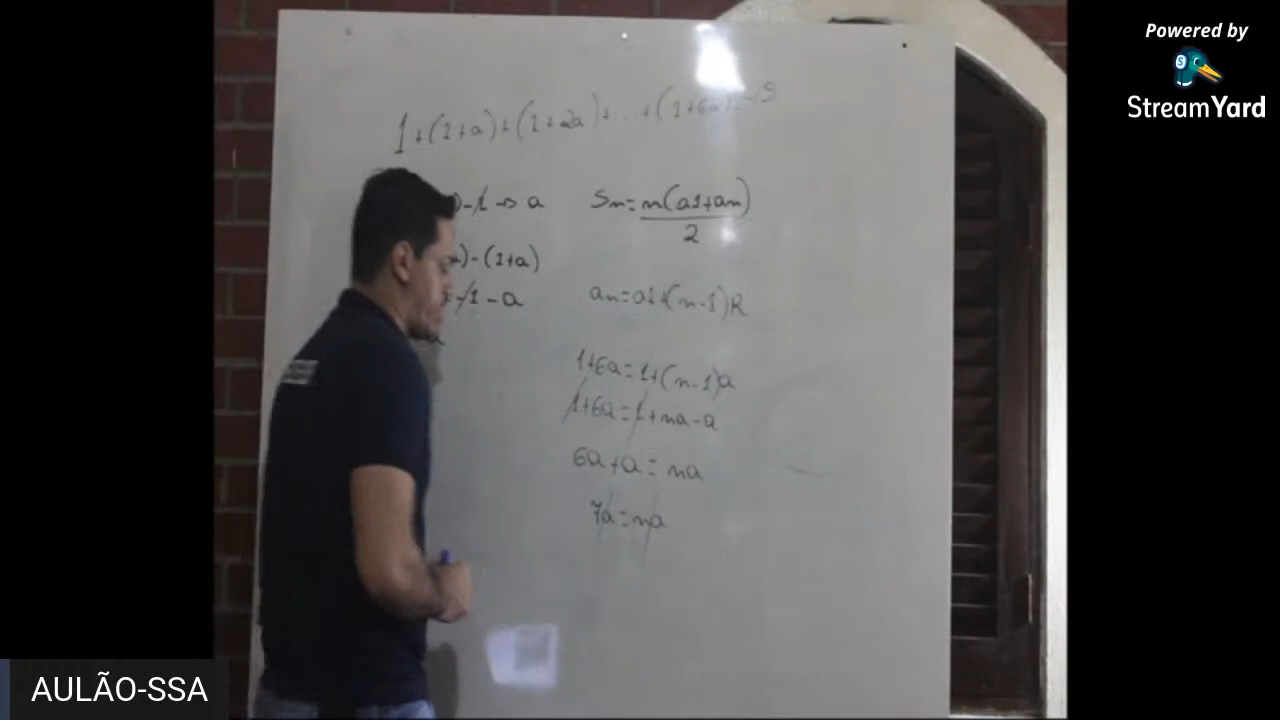 Powered by
StreamYard
1+(1+a)+(1+2a)+...+(1+6a)=S
)-1→a
)-(1+a)
-1-a
Sn=n(a1+an)
2
an=a1+(n-1)R
1+6a=1+(n-1)a
1+6a=1+na-a
6a+a=na
7a=na
AULÃO-SSA